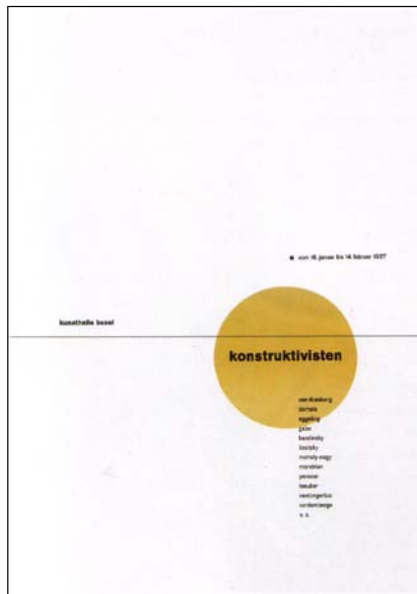 vom 16. januar bis 14. februar 1937
kunsthalle basel
konstruktivisten
van doesburg
domela
eggeling
gabo
kandinsky
lissitzky
moholy-nagy
mondrian
pevsner
taeuber
vantongerloo
vordemberge
u. a.